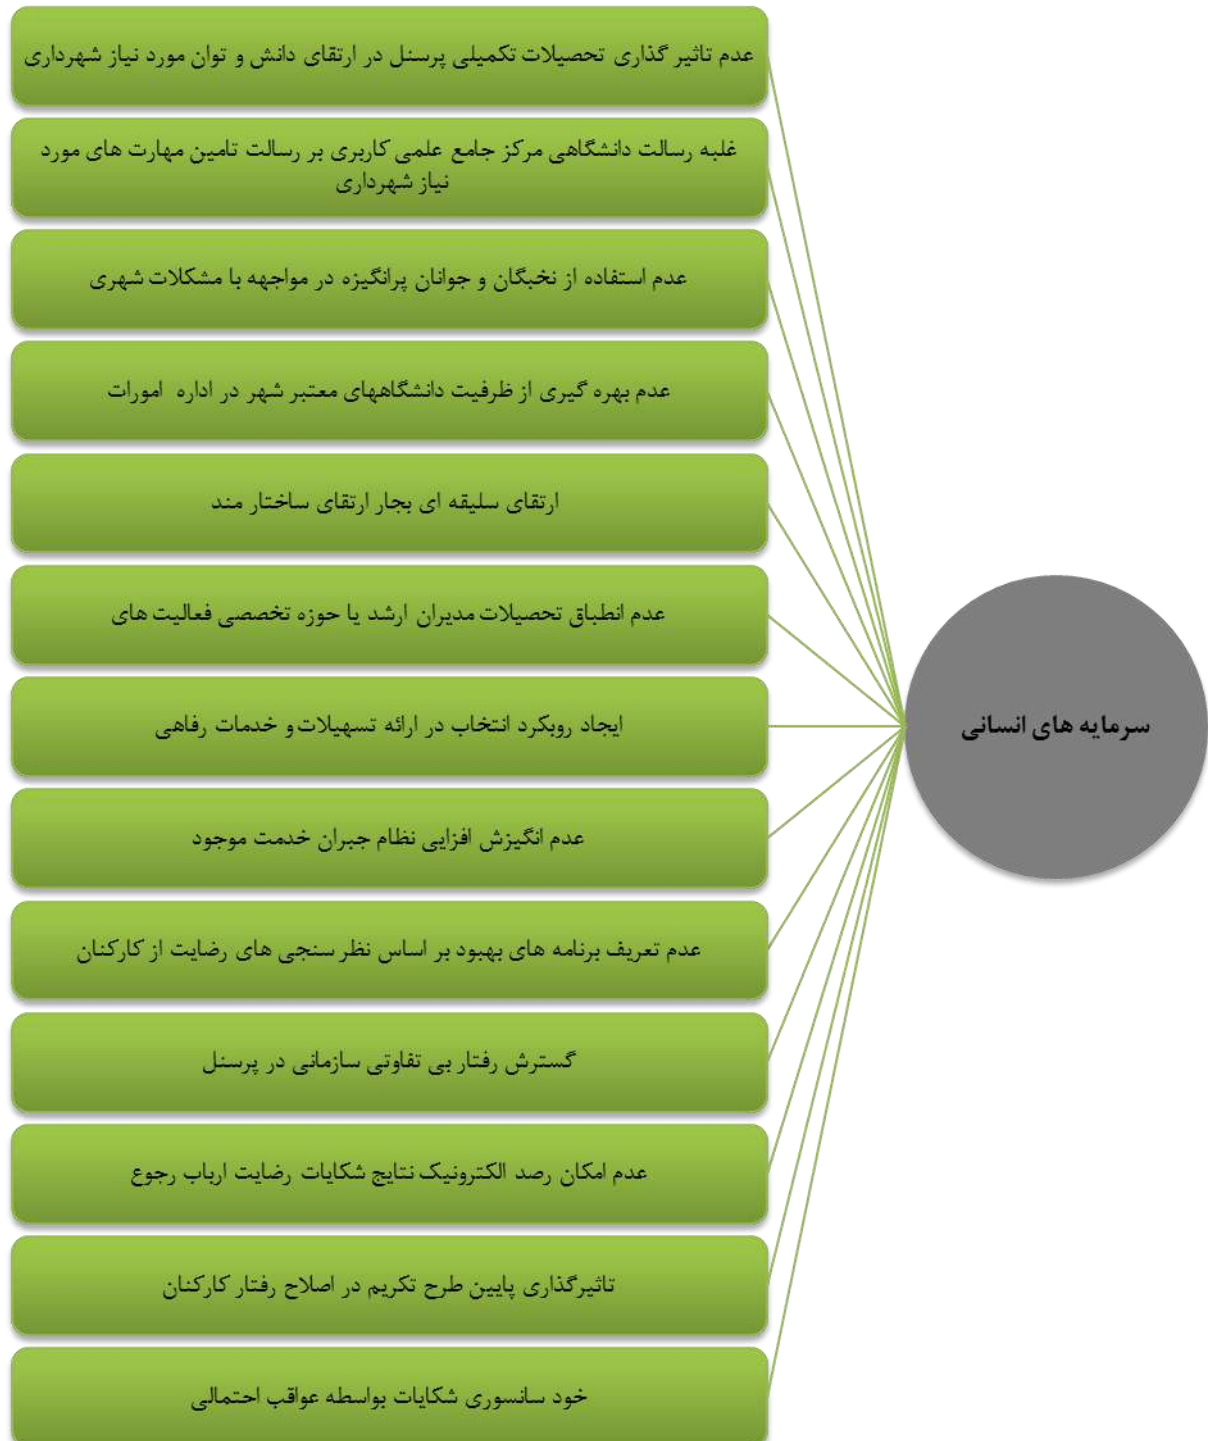 عدم تاثیر گذاری تحصیلات تکمیلی پرسنل در ارتقای دانش و توان مورد نیاز شهرداری
غلبه رسالت دانشگاهی مرکز جامع علمی کاربری بر رسالت تامین مهارت های مورد
نیاز شهرداری
عدم استفاده از نخبگان و جوانان پرانگیزه در مواجهه با مشکلات شهری
عدم بهره گیری از ظرفیت دانشگاههای معتبر شهر در اداره امورات
ارتقای سلیقه ای بجار ارتقای ساختار مند
عدم انطباق تحصیلات مدیران ارشد یا حوزه تخصصی فعالیت های
ایجاد رویکرد انتخاب در ارائه تسهیلات و خدمات رفاهی
عدم انگیزش افزایی نظام جبران خدمت موجود
عدم تعریف برنامه های بهبود بر اساس نظر سنجی های رضایت از کارکنان
گسترش رفتار بی تفاوتی سازمانی در پرسنل
عدم امکان رصد الکترونیک نتایج شکایات رضایت ارباب رجوع
تاثیرگذاری پایین طرح تکریم در اصلاح رفتار کارکنان
خود سانسوری شکایات بواسطه عواقب احتمالی
سرمایه های انسانی